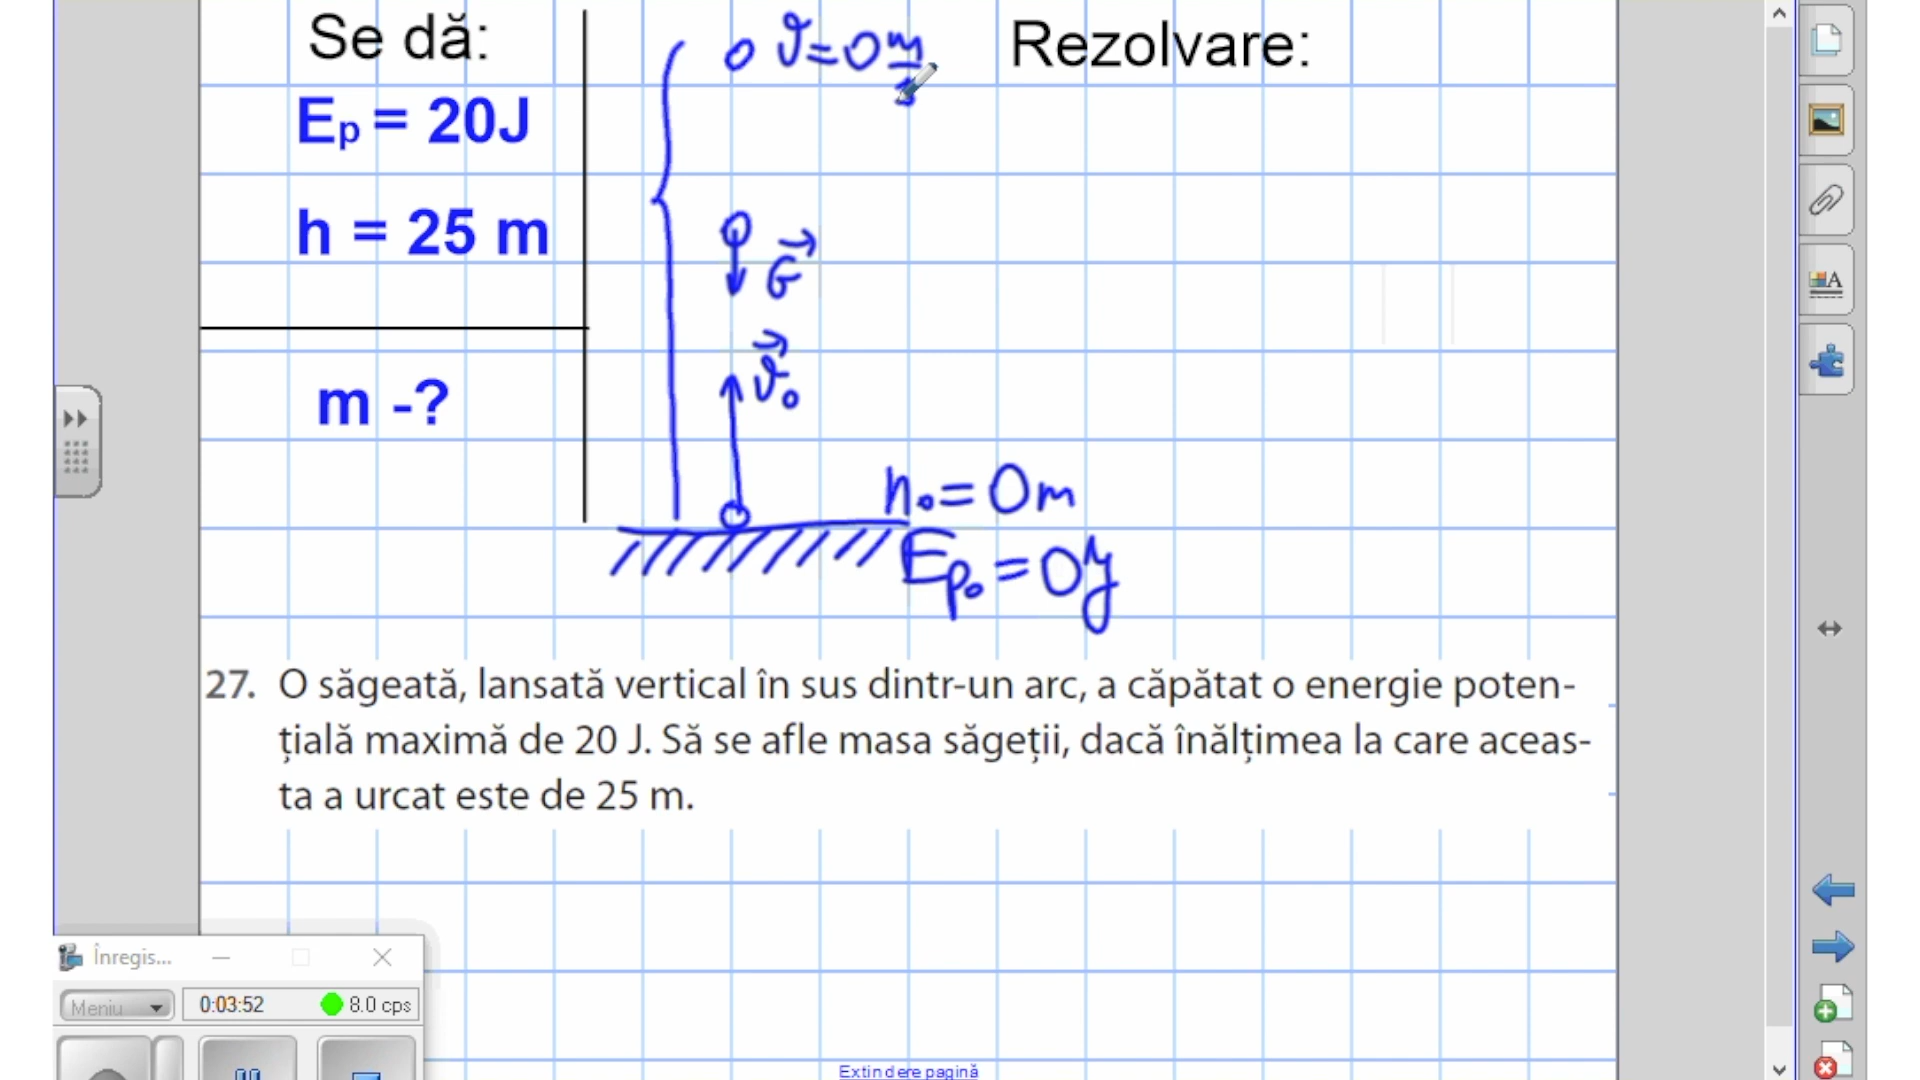 Se dă:
Ep = 20J
h = 25 m
m -?
ϑ = 0 m/s
Rezolvare:
G
ϑ₀
h₀ = 0 m
Ep₀ = 0 J
27. O săgeată, lansată vertical în sus dintr-un arc, a căpătat o energie poten-
țială maximă de 20 J. Să se afle masa săgeții, dacă înălțimea la care aceas-
ta a urcat este de 25 m.
Înregis...
Meniu
0:03:52
8.0 cps
Extindere pagină